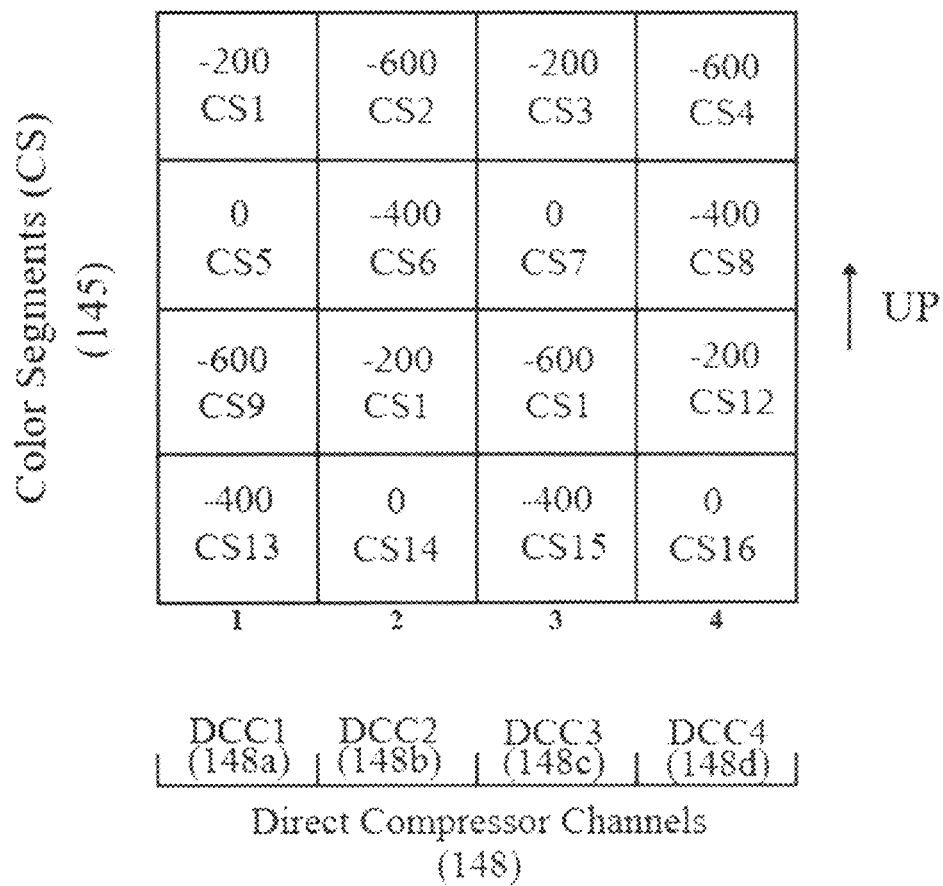 Color Segments (CS)
(145)
-200 -600 -200 -600
CS1 CS2 CS3 CS4
0 -400 0 -400
CS5 CS6 CS7 CS8
-600 -200 -600 -200
CS9 CS1 CS1 CS12
-400 0 -400 0
CS13 CS14 CS15 CS16
1 2 3 4
UP
DCC1 DCC2 DCC3 DCC4
(148a) (148b) (148c) (148d)
Direct Compressor Channels
(148)